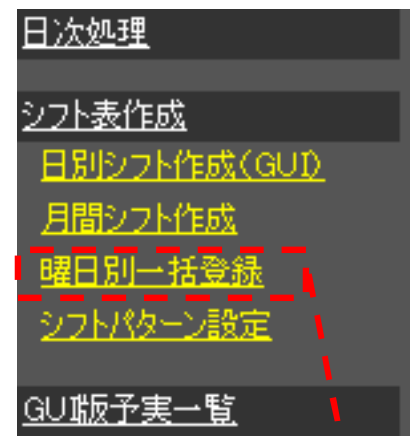 日次処理
シフト表作成
日別シフト作成(GUI)
月間シフト作成
曜日別一括登録
シフトパターン設定
GUI版予実一覧